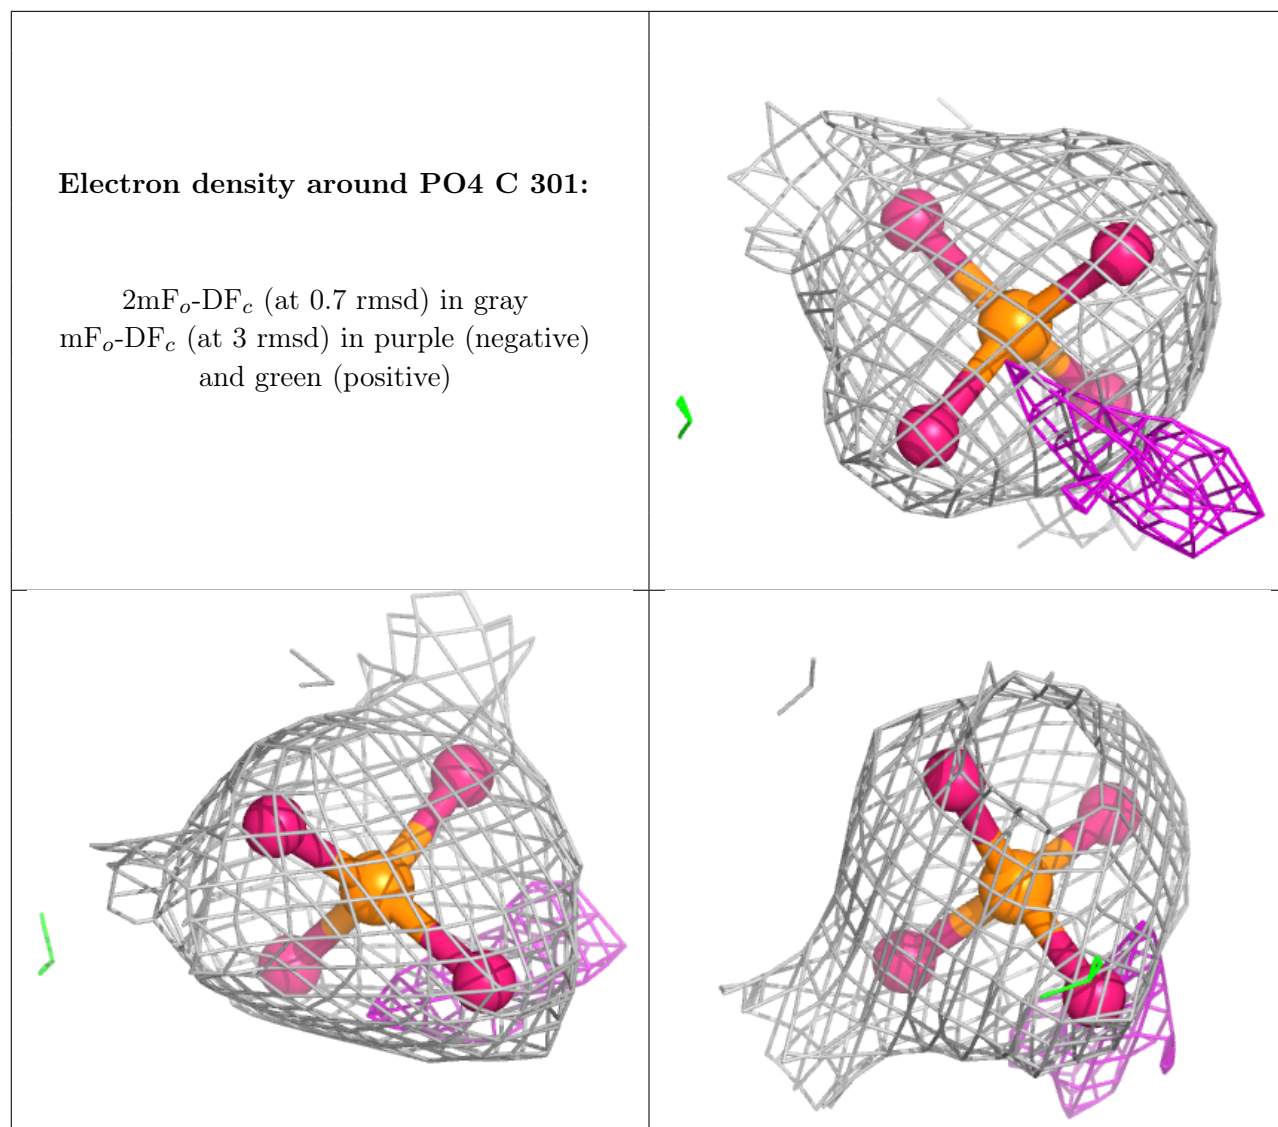 Electron density around PO4 C 301:
2mFo-DFc (at 0.7 rmsd) in gray
mFo-DFc (at 3 rmsd) in purple (negative)
and green (positive)